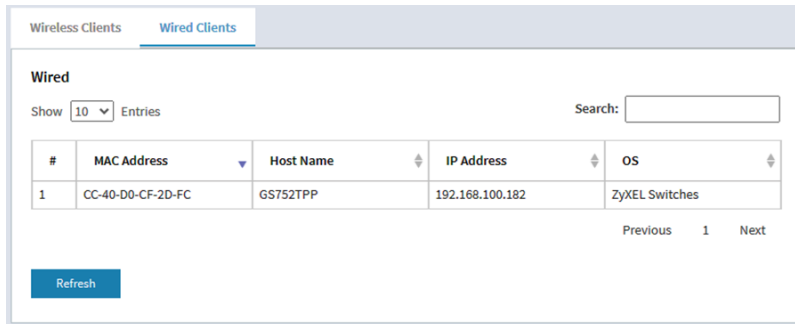 Wireless Clients Wired Clients
Wired
Show 10 Entries Search:
# MAC Address Host Name IP Address OS
1 CC-40-D0-CF-2D-FC GS752TPP 192.168.100.182 ZyXEL Switches
Previous 1 Next
Refresh